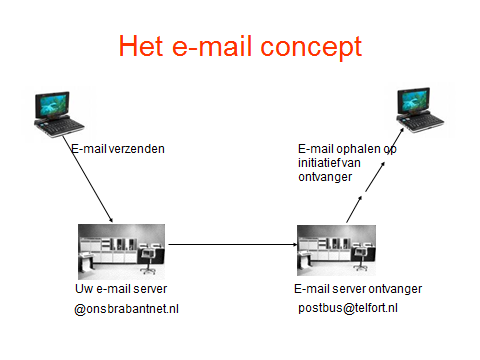 Het e-mail concept
E-mail verzenden
E-mail ophalen op
initiatief van
ontvanger
Uw e-mail server
@onsbrabantnet.nl
E-mail server ontvanger
postbus@telfort.nl